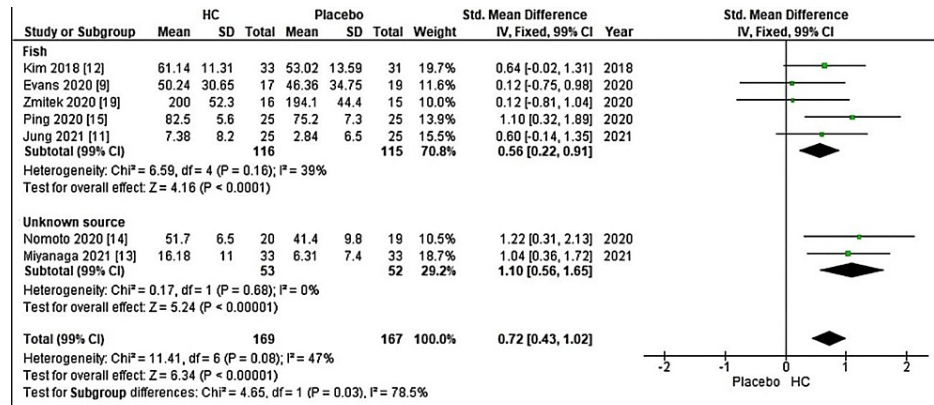 HC Placebo Std. Mean Difference Std. Mean Difference
Study or Subgroup Mean SD Total Mean SD Total Weight IV, Fixed, 99% CI Year IV, Fixed, 99% CI
Fish
Kim 2018 [12] 61.14 11.31 33 53.02 13.59 31 19.7% 0.64 [-0.02, 1.31] 2018
Evans 2020 [9] 50.24 30.65 17 46.36 34.75 19 11.6% 0.12 [-0.75, 0.98] 2020
Zmitek 2020 [19] 200 52.3 16 194.1 44.4 15 10.0% 0.12 [-0.81, 1.04] 2020
Ping 2020 [15] 82.5 5.6 25 75.2 7.3 25 13.9% 1.10 [0.32, 1.89] 2020
Jung 2021 [11] 7.38 8.2 25 2.84 6.5 25 15.5% 0.60 [-0.14, 1.35] 2021
Subtotal (99% CI) 116 115 70.8% 0.56 [0.22, 0.91]
Heterogeneity: Chi² = 6.59, df = 4 (P = 0.16); I² = 39%
Test for overall effect: Z = 4.16 (P < 0.0001)
Unknown source
Nomoto 2020 [14] 51.7 6.5 20 41.4 9.8 19 10.5% 1.22 [0.31, 2.13] 2020
Miyanaga 2021 [13] 16.18 11 33 6.31 7.4 33 18.7% 1.04 [0.36, 1.72] 2021
Subtotal (99% CI) 53 52 29.2% 1.10 [0.56, 1.65]
Heterogeneity: Chi² = 0.17, df = 1 (P = 0.68); I² = 0%
Test for overall effect: Z = 5.24 (P < 0.00001)
Total (99% CI) 169 167 100.0% 0.72 [0.43, 1.02]
Heterogeneity: Chi² = 11.41, df = 6 (P = 0.08); I² = 47%
Test for overall effect: Z = 6.34 (P < 0.00001)
Test for Subgroup differences: Chi² = 4.65, df = 1 (P = 0.03), I² = 78.5%
-2 -1 0 1 2
Placebo HC